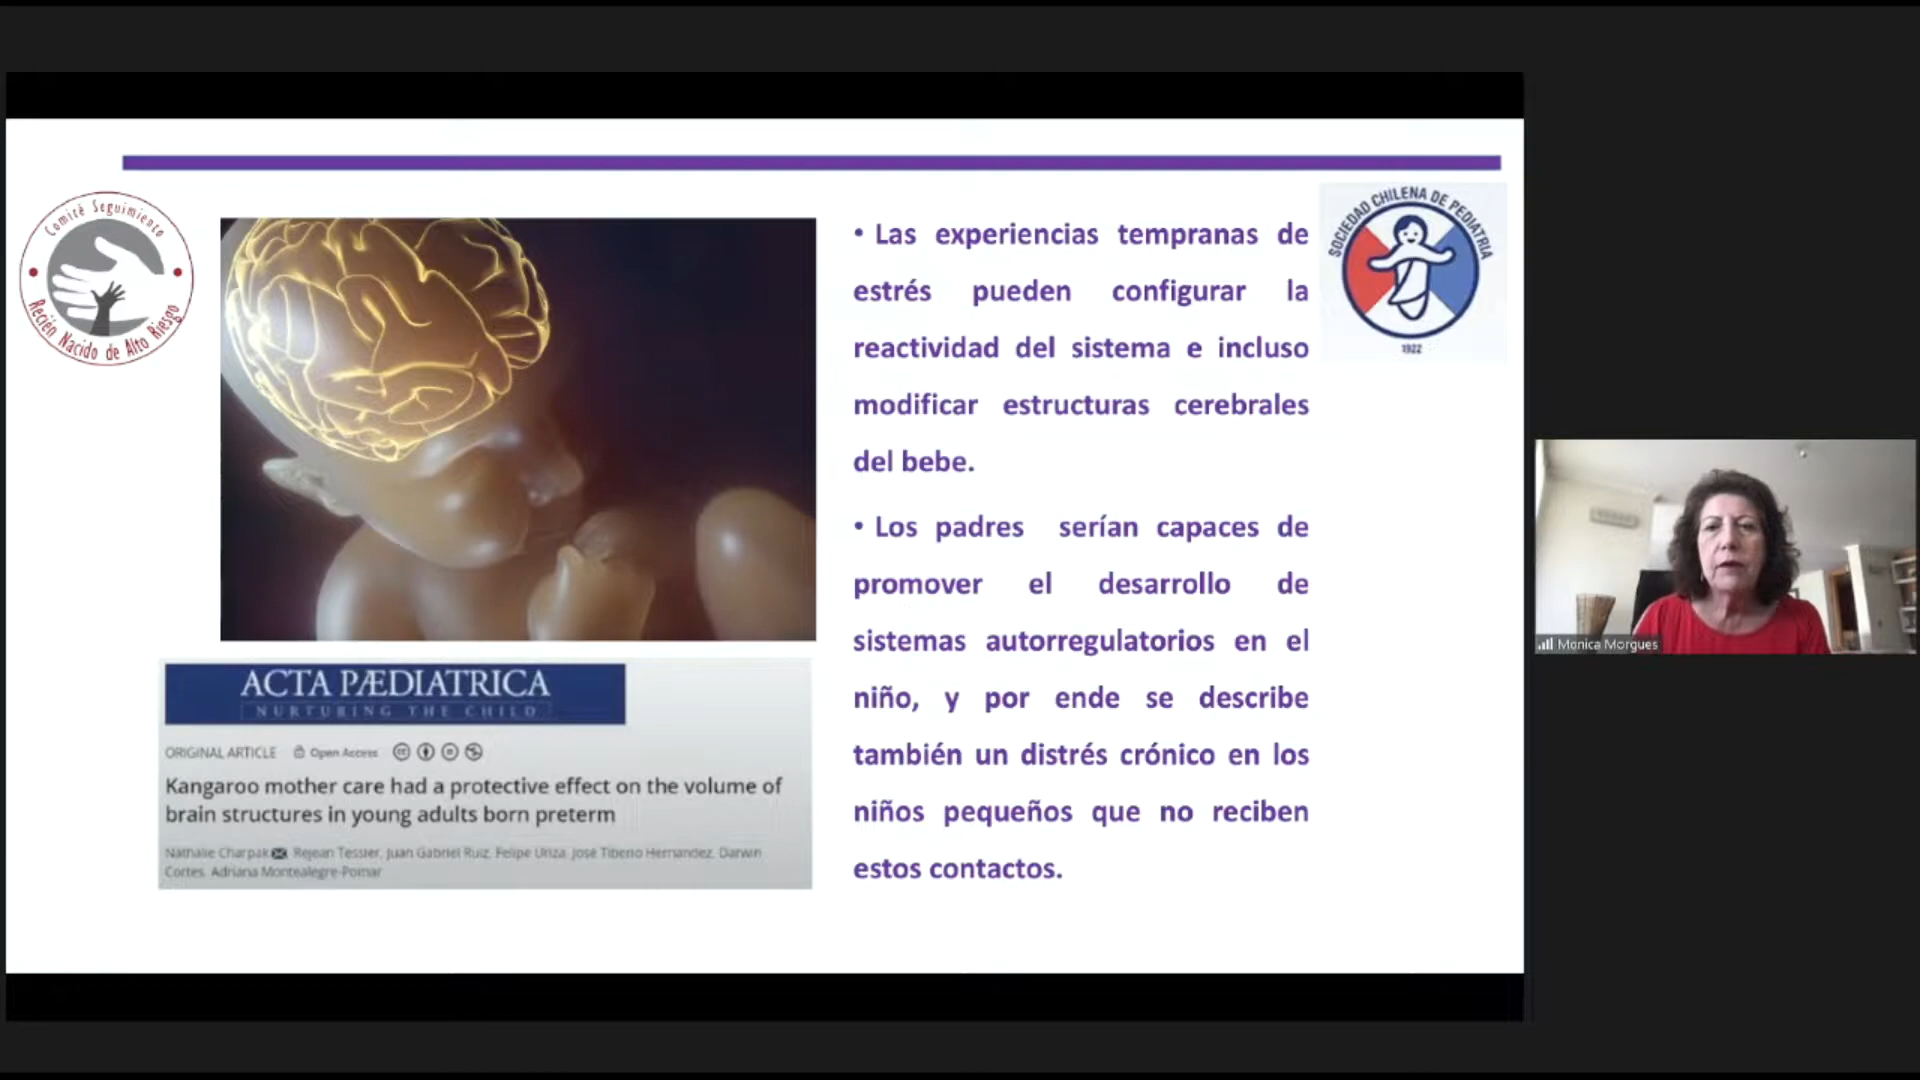 Comité Seguimiento
Recién Nacido de Alto Riesgo
• Las experiencias tempranas de
estrés pueden configurar la
reactividad del sistema e incluso
modificar estructuras cerebrales
del bebe.
• Los padres serían capaces de
promover el desarrollo de
sistemas autorregulatorios en el
niño, y por ende se describe
también un distrés crónico en los
niños pequeños que no reciben
estos contactos.
SOCIEDAD CHILENA DE PEDIATRIA
1922
ACTA PÆDIATRICA
NURTURING THE CHILD
ORIGINAL ARTICLE Open Access
Kangaroo mother care had a protective effect on the volume of
brain structures in young adults born preterm
Nathalie Charpak, Rejean Tessier, Juan Gabriel Ruiz, Felipe Uriza, José Tiberio Hernandez, Darwin
Cortes, Adriana Montealegre-Pomar
Monica Morgues